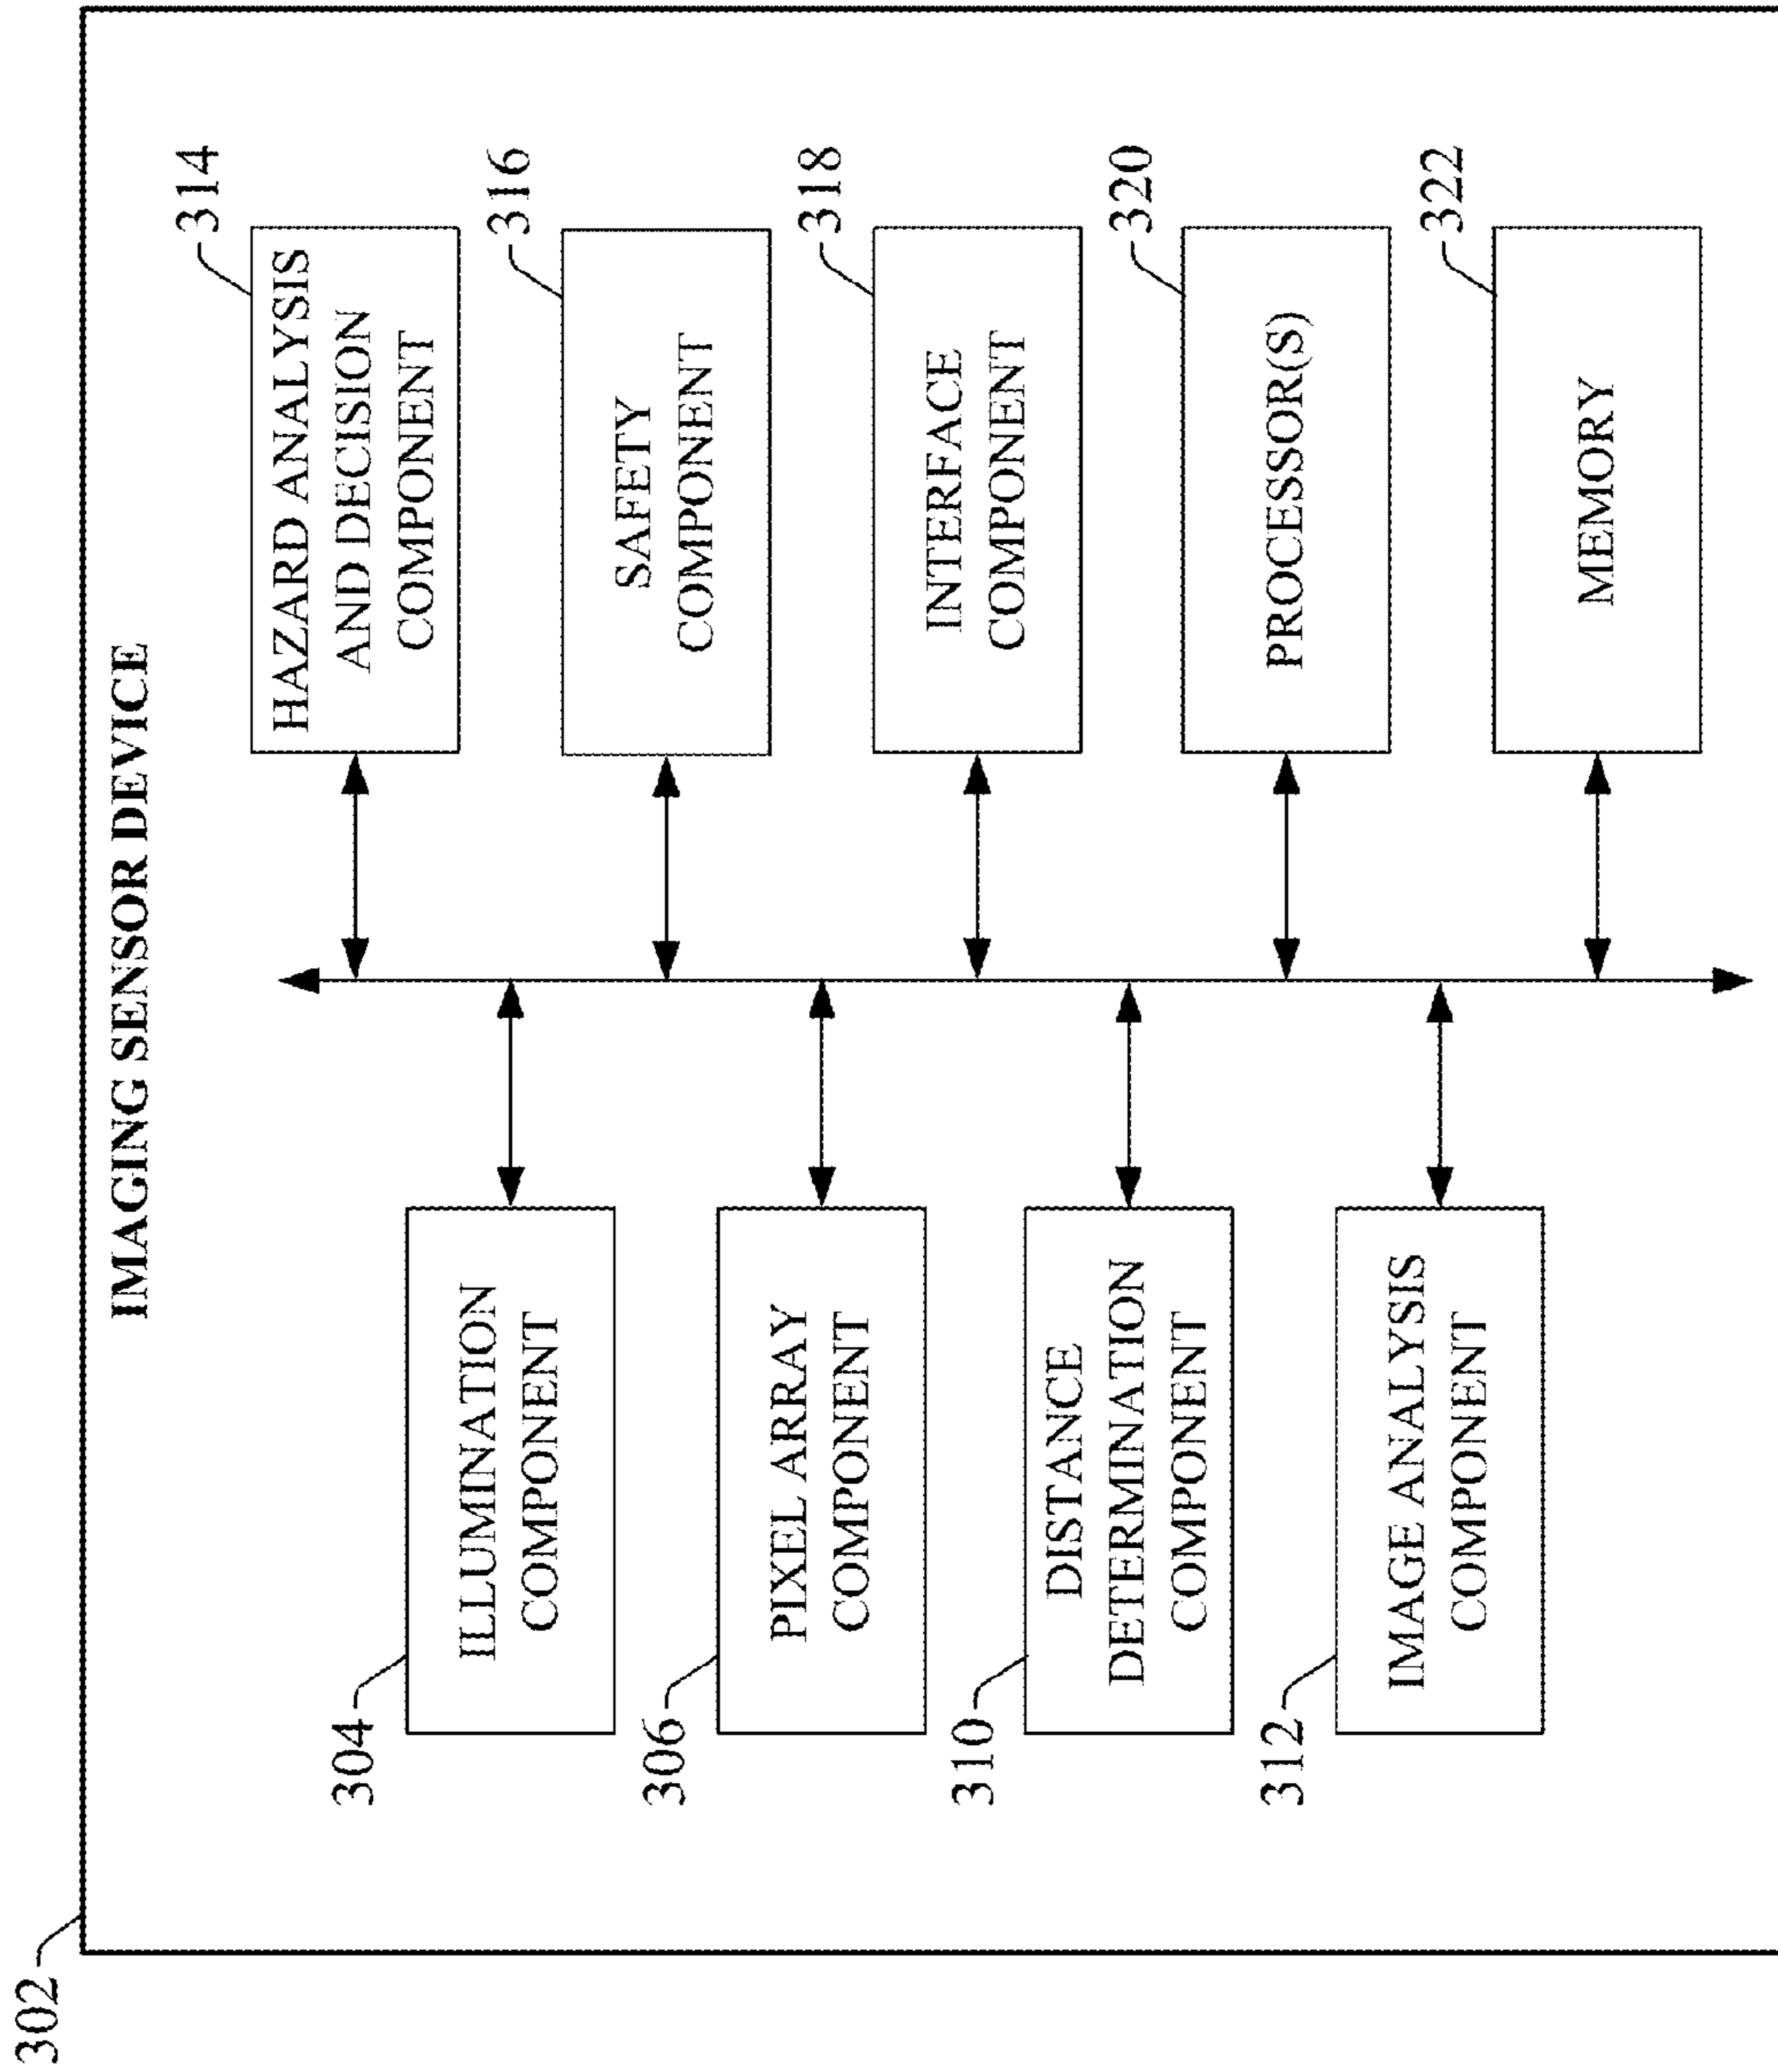 302
IMAGING SENSOR DEVICE
304
ILLUMINATION
COMPONENT
306
PIXEL ARRAY
COMPONENT
310
DISTANCE
DETERMINATION
COMPONENT
312
IMAGE ANALYSIS
COMPONENT
314
HAZARD ANALYSIS
AND DECISION
COMPONENT
316
SAFETY
COMPONENT
318
INTERFACE
COMPONENT
320
PROCESSOR(S)
322
MEMORY